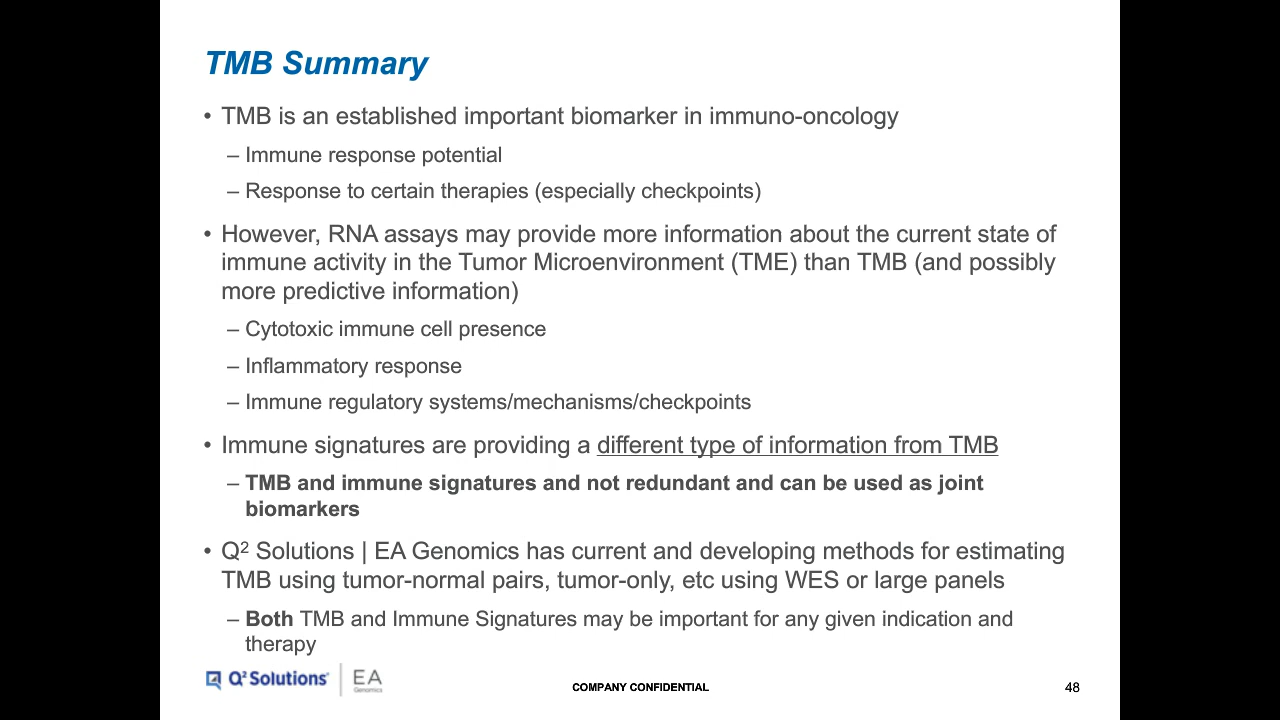 TMB Summary
• TMB is an established important biomarker in immuno-oncology
– Immune response potential
– Response to certain therapies (especially checkpoints)
• However, RNA assays may provide more information about the current state of
immune activity in the Tumor Microenvironment (TME) than TMB (and possibly
more predictive information)
– Cytotoxic immune cell presence
– Inflammatory response
– Immune regulatory systems/mechanisms/checkpoints
• Immune signatures are providing a different type of information from TMB
– TMB and immune signatures and not redundant and can be used as joint
biomarkers
• Q² Solutions | EA Genomics has current and developing methods for estimating
TMB using tumor-normal pairs, tumor-only, etc using WES or large panels
– Both TMB and Immune Signatures may be important for any given indication and
therapy
Q² Solutions® | EA
Genomics
COMPANY CONFIDENTIAL
48